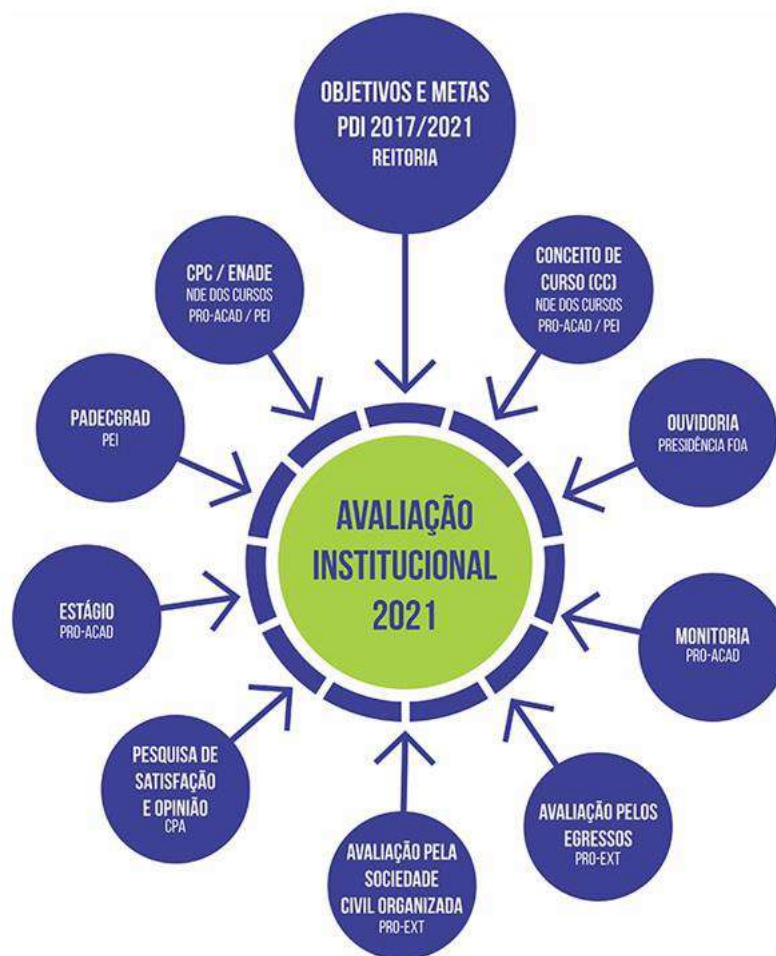 OBJETIVOS E METAS
PDI 2017/2021
REITORIA
CPC / ENADE
NDE DOS CURSOS
PRO-ACAD / PEI
CONCEITO DE
CURSO (CC)
NDE DOS CURSOS
PRO-ACAD / PEI
PADECGRAD
PEI
OUVIDORIA
PRESIDÊNCIA FOA
AVALIAÇÃO
INSTITUCIONAL
2021
ESTÁGIO
PRO-ACAD
MONITORIA
PRO-ACAD
PESQUISA DE
SATISFAÇÃO
E OPINIÃO
CPA
AVALIAÇÃO PELA
SOCIEDADE
CIVIL ORGANIZADA
PRO-EXT
AVALIAÇÃO PELOS
EGRESSOS
PRO-EXT